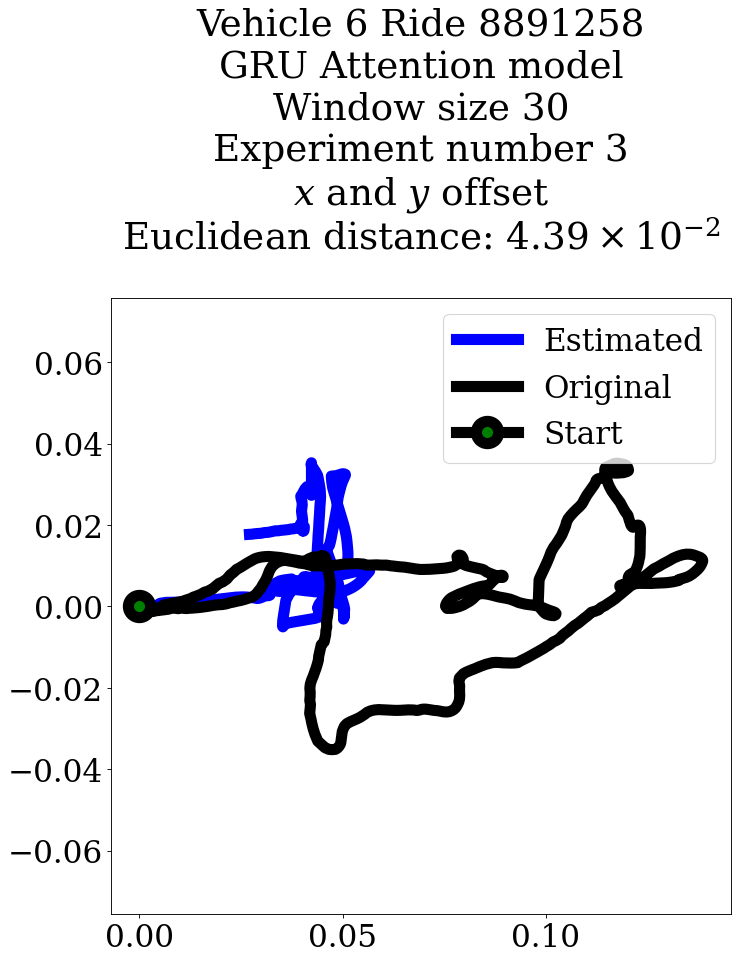 Vehicle 6 Ride 8891258
GRU Attention model
Window size 30
Experiment number 3
x and y offset
Euclidean distance: 4.39 × 10⁻²
Estimated
Original
Start
0.06
0.04
0.02
0.00
−0.02
−0.04
−0.06
0.00 0.05 0.10